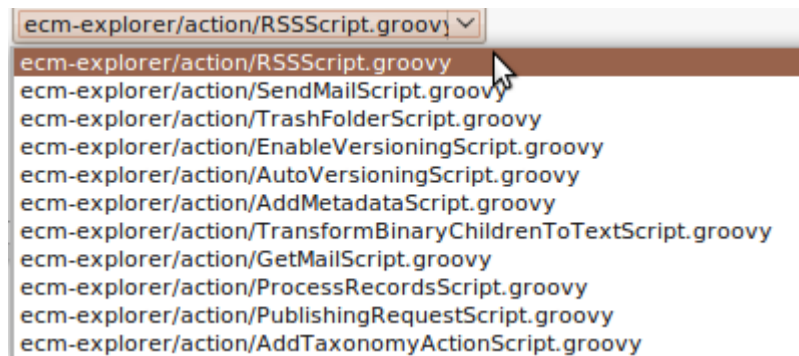 ecm-explorer/action/RSSScript.groovy
ecm-explorer/action/RSSScript.groovy
ecm-explorer/action/SendMailScript.groovy
ecm-explorer/action/TrashFolderScript.groovy
ecm-explorer/action/EnableVersioningScript.groovy
ecm-explorer/action/AutoVersioningScript.groovy
ecm-explorer/action/AddMetadataScript.groovy
ecm-explorer/action/TransformBinaryChildrenToTextScript.groovy
ecm-explorer/action/GetMailScript.groovy
ecm-explorer/action/ProcessRecordsScript.groovy
ecm-explorer/action/PublishingRequestScript.groovy
ecm-explorer/action/AddTaxonomyActionScript.groovy